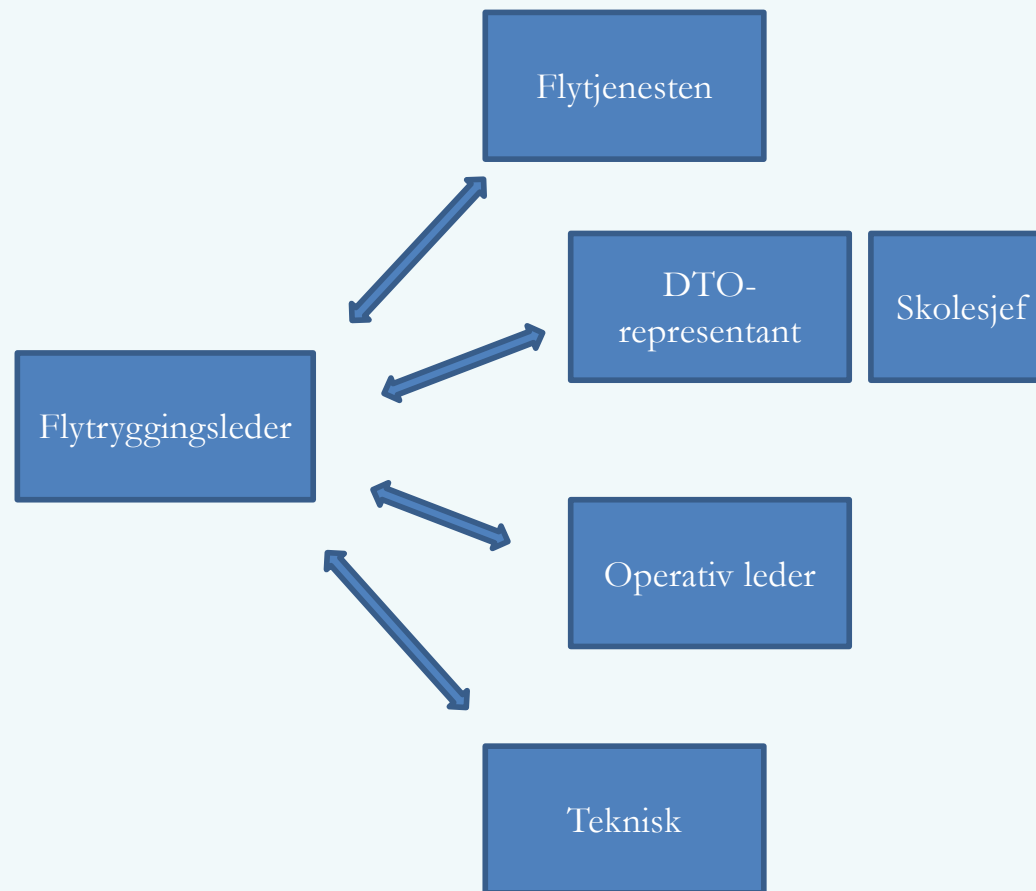 Flytjenesten
DTO-
representant
Skolesjef
Flytryggingsleder
Operativ leder
Teknisk